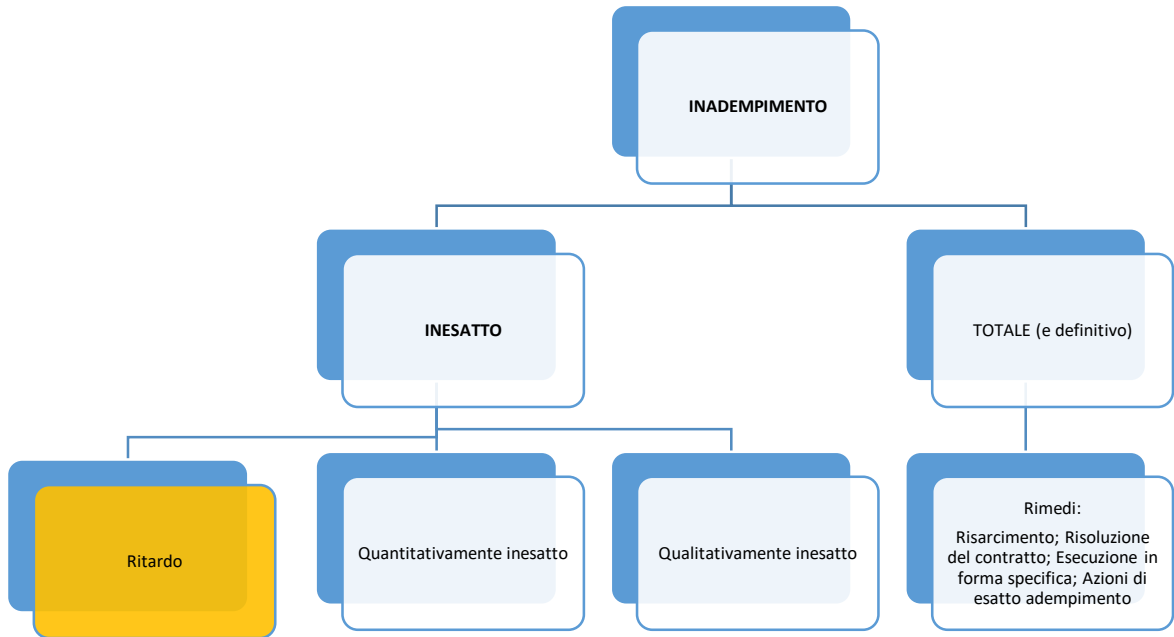 INADEMPIMENTO
INESATTO
TOTALE (e definitivo)
Ritardo
Quantitativamente inesatto
Qualitativamente inesatto
Rimedi:
Risarcimento; Risoluzione
del contratto; Esecuzione in
forma specifica; Azioni di
esatto adempimento